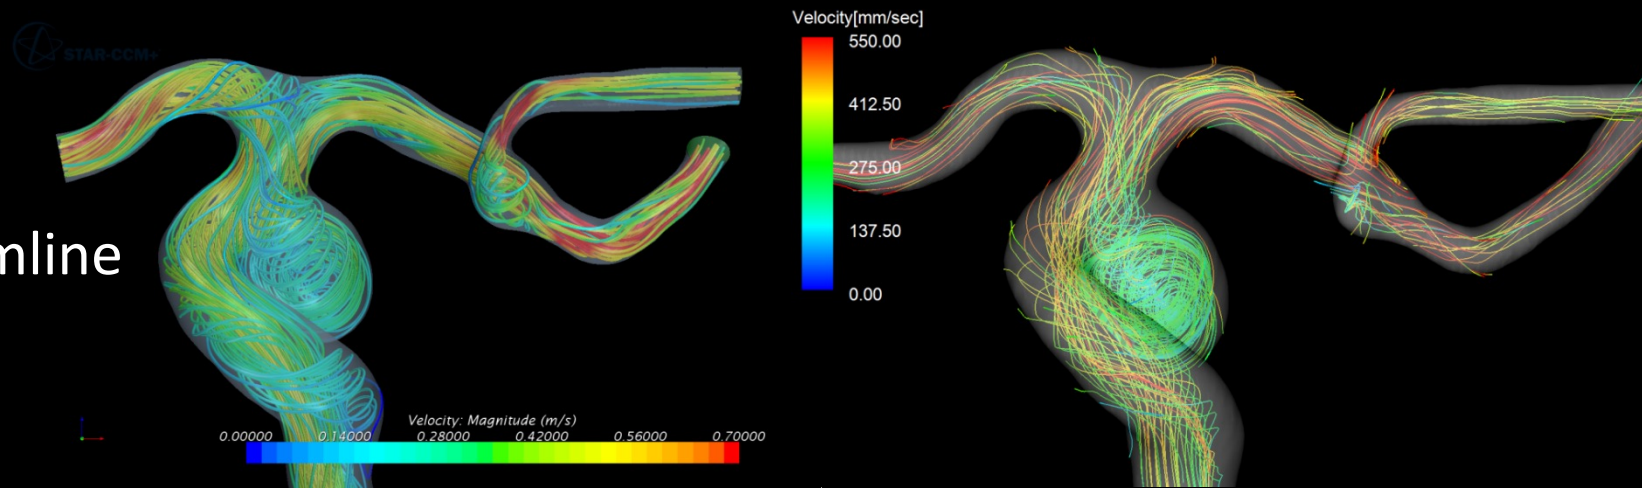 STAR-CCM+
mline
Velocity: Magnitude (m/s)
0.00000 0.14000 0.28000 0.42000 0.56000 0.70000
Velocity[mm/sec]
550.00
412.50
275.00
137.50
0.00